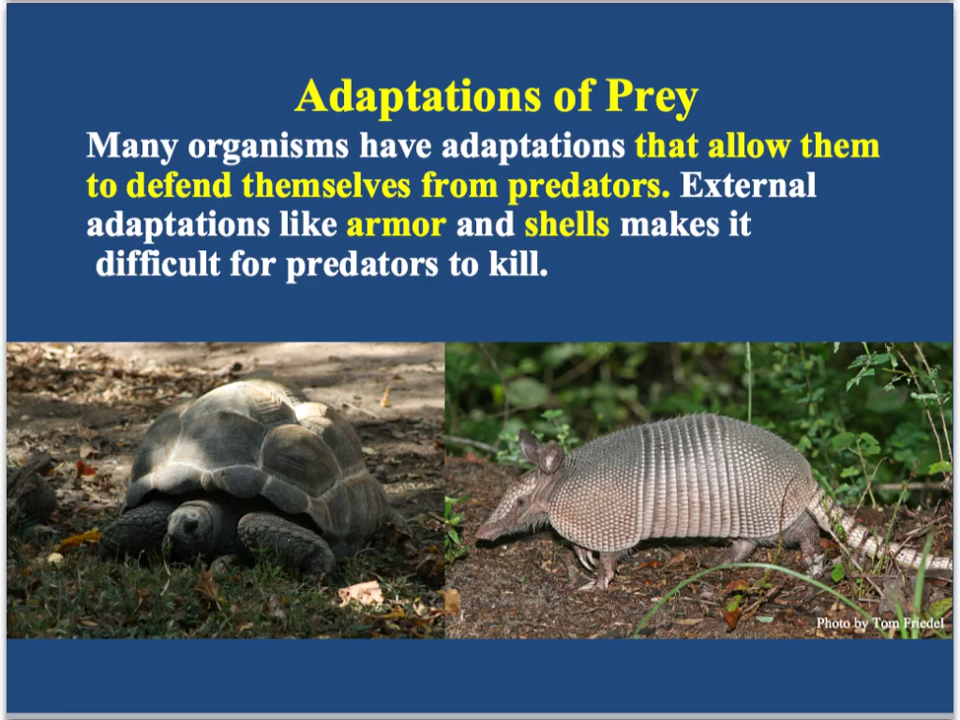 Adaptations of Prey
Many organisms have adaptations that allow them
to defend themselves from predators. External
adaptations like armor and shells makes it
difficult for predators to kill.
Photo by Tom Friedel